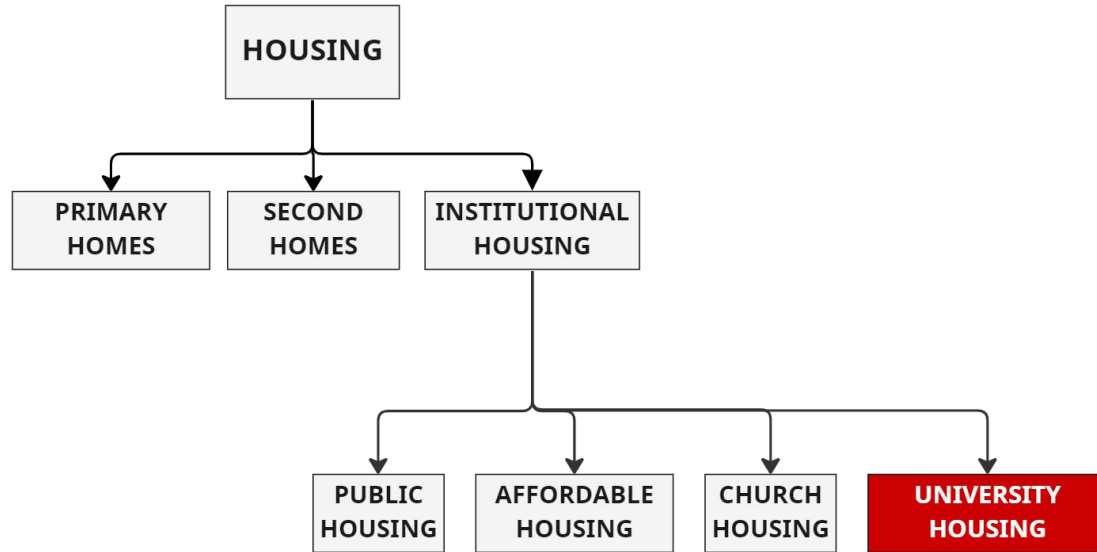 HOUSING
PRIMARY
HOMES
SECOND
HOMES
INSTITUTIONAL
HOUSING
PUBLIC
HOUSING
AFFORDABLE
HOUSING
CHURCH
HOUSING
UNIVERSITY
HOUSING